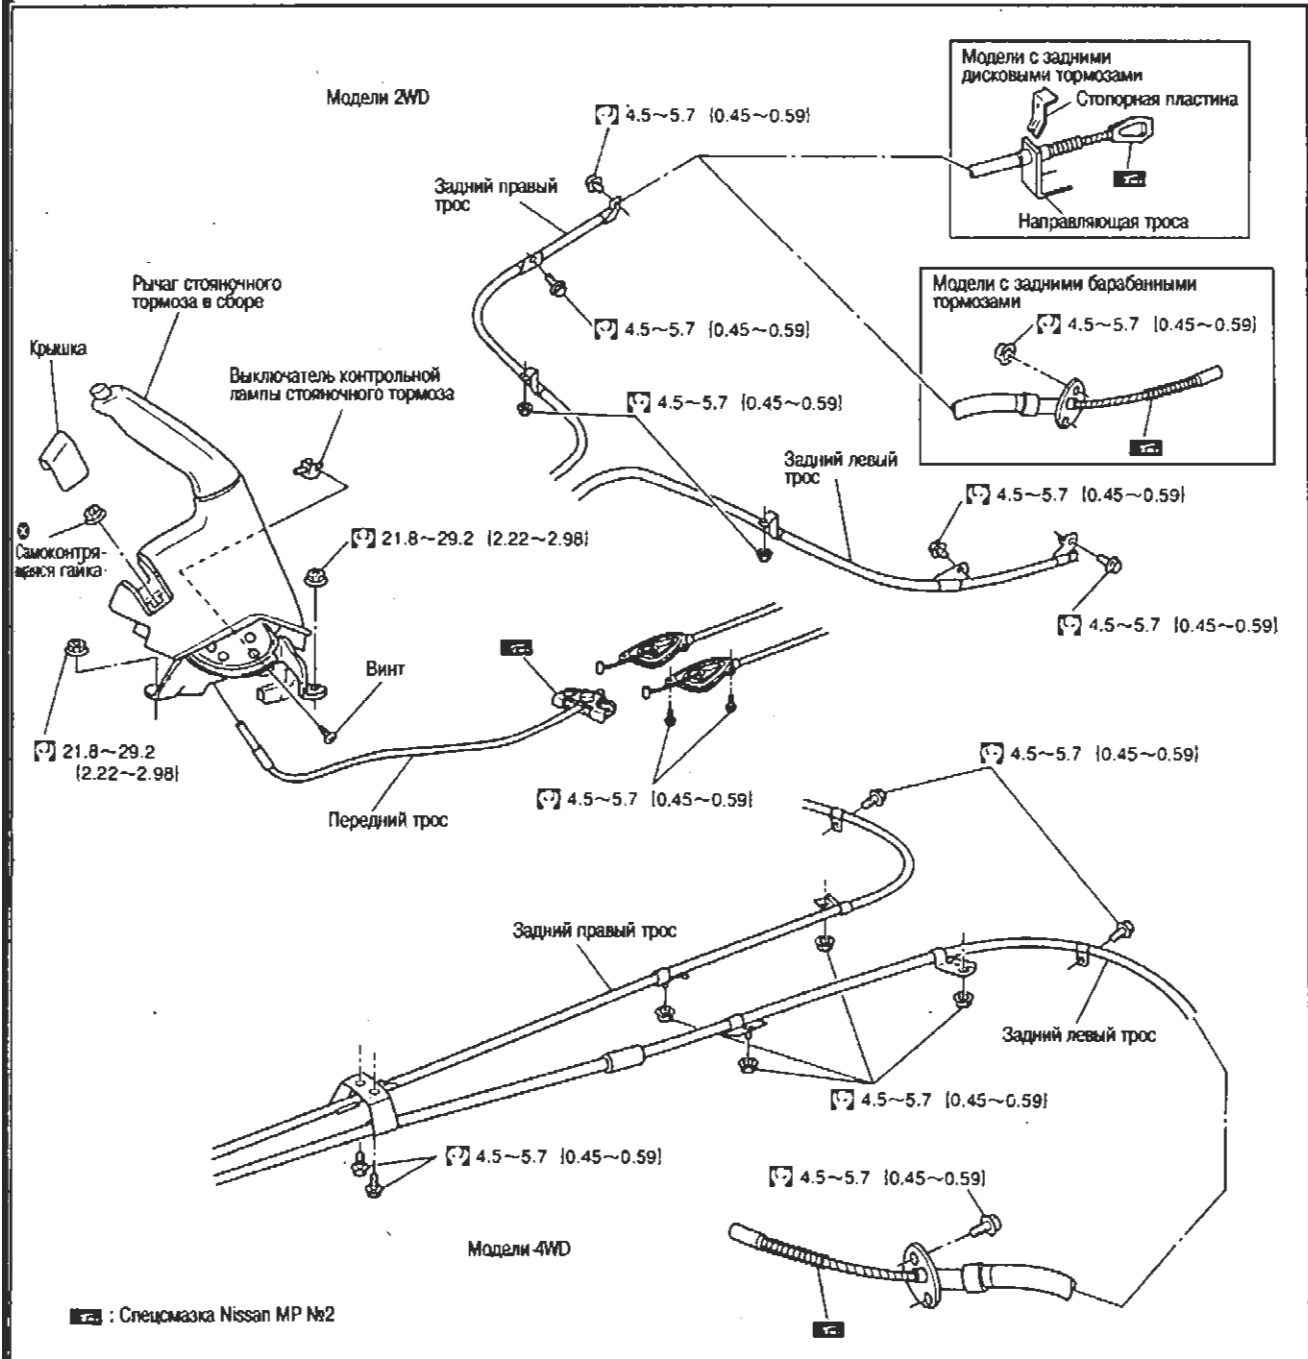 Модели 2WD
4.5~5.7 {0.45~0.59}
Модели с задними
дисковыми тормозами
Стопорная пластина
Направляющая троса
Задний правый
трос
4.5~5.7 {0.45~0.59}
Модели с задними барабанными
тормозами
4.5~5.7 {0.45~0.59}
Рычаг стояночного
тормоза в сборе
Крышка
Выключатель контрольной
лампы стояночного тормоза
4.5~5.7 {0.45~0.59}
Задний левый
трос
4.5~5.7 {0.45~0.59}
21.8~29.2 {2.22~2.98}
Самоконтря-
щаяся гайка
4.5~5.7 {0.45~0.59}
Винт
21.8~29.2
{2.22~2.98}
4.5~5.7 {0.45~0.59}
4.5~5.7 {0.45~0.59}
Передний трос
Задний правый трос
Задний левый трос
4.5~5.7 {0.45~0.59}
4.5~5.7 {0.45~0.59}
4.5~5.7 {0.45~0.59}
Модели 4WD
: Спецсмазка Nissan MP №2